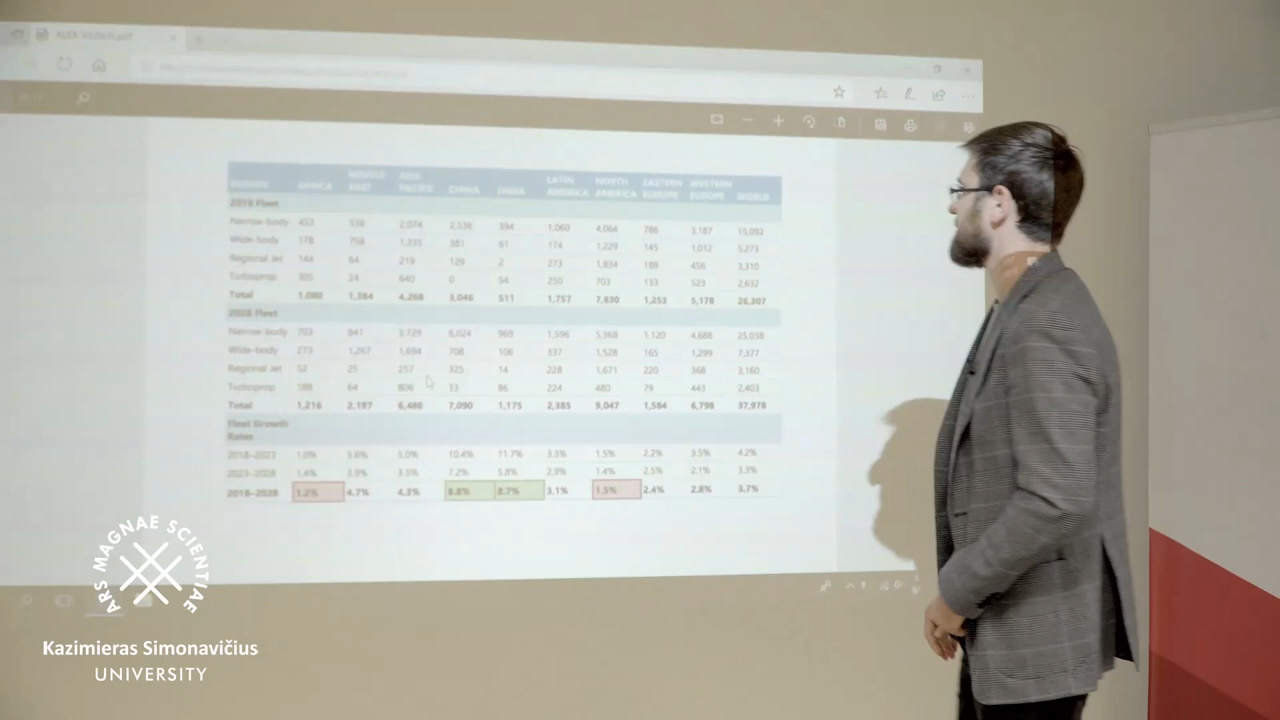 AFRICA MIDDLE EAST ASIA PACIFIC CHINA INDIA LATIN AMERICA NORTH AMERICA EASTERN EUROPE WESTERN EUROPE WORLD
2018 Fleet
Narrow-body 453 538 2,074 2,536 394 1,060 4,064 786 3,187 15,092
Wide-body 178 758 1,335 381 61 174 1,229 145 1,012 5,273
Regional Jet 144 64 219 129 2 273 1,834 189 456 3,310
Turboprop 305 24 640 0 54 250 703 133 523 2,632
Total 1,080 1,384 4,268 3,046 511 1,757 7,830 1,253 5,178 26,307
2028 Fleet
Narrow-body 703 841 3,729 6,024 969 1,596 5,368 1,120 4,688 25,038
Wide-body 273 1,267 1,694 708 106 337 1,528 165 1,299 7,377
Regional Jet 52 25 257 325 14 228 1,671 220 368 3,160
Turboprop 188 64 806 33 86 224 480 79 443 2,403
Total 1,216 2,197 6,486 7,090 1,175 2,385 9,047 1,584 6,798 37,978
Fleet Growth
Rates
2018–2023 1.0% 5.6% 5.0% 10.4% 11.7% 3.3% 1.5% 2.2% 3.5% 4.2%
2023–2028 1.4% 3.9% 3.5% 7.2% 5.8% 2.9% 1.4% 2.5% 2.1% 3.3%
2018–2028 1.2% 4.7% 4.3% 8.8% 8.7% 3.1% 1.5% 2.4% 2.8% 3.7%
ARS MAGNAE SCIENTIAE
Kazimieras Simonavičius
UNIVERSITY